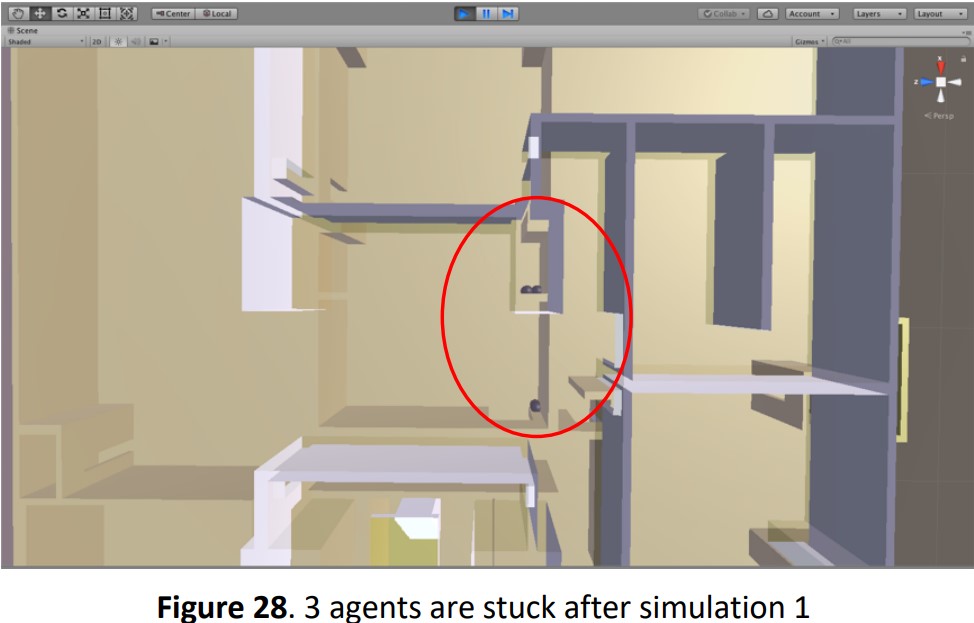 Center Local Collab Account Layers Layout
Scene
Shaded 2D Gizmos All
x
z
< Persp
Figure 28. 3 agents are stuck after simulation 1